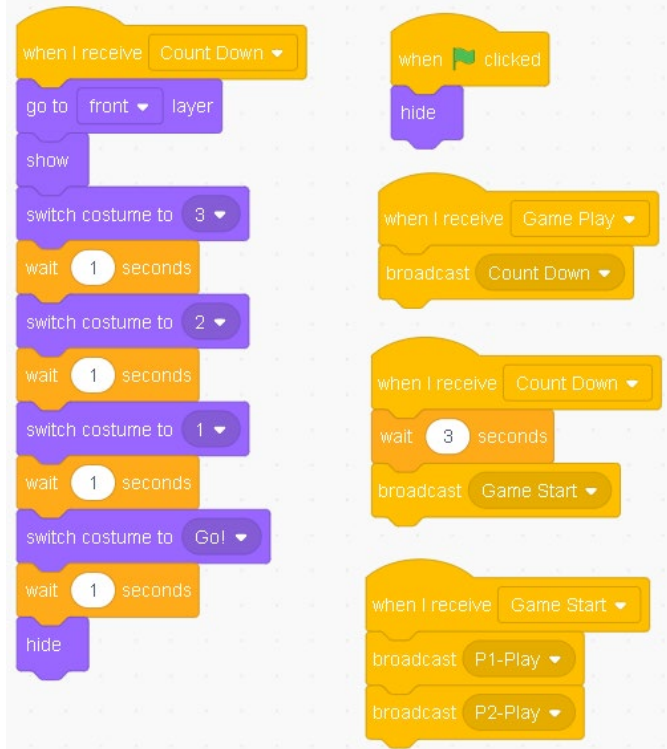 when I receive Count Down
go to front layer
show
switch costume to 3
wait 1 seconds
switch costume to 2
wait 1 seconds
switch costume to 1
wait 1 seconds
switch costume to Go!
wait 1 seconds
hide
when clicked
hide
when I receive Game Play
broadcast Count Down
when I receive Count Down
wait 3 seconds
broadcast Game Start
when I receive Game Start
broadcast P1-Play
broadcast P2-Play